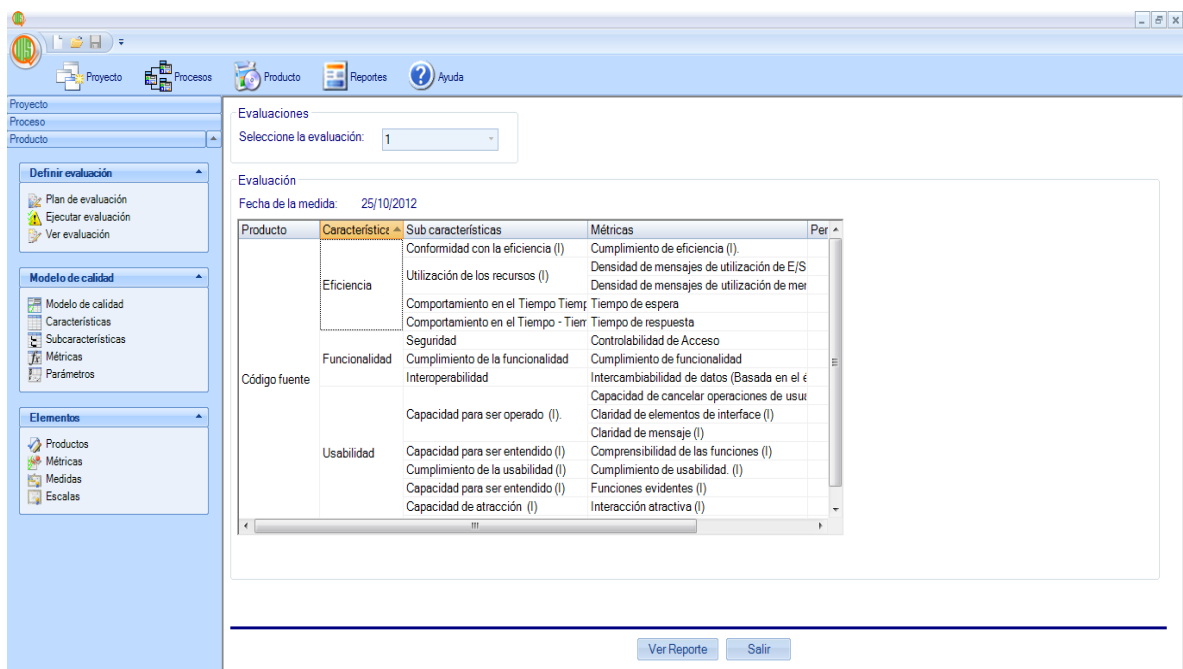 Proyecto Procesos Producto Reportes Ayuda
Proyecto
Proceso
Producto
Definir evaluación
Plan de evaluación
Ejecutar evaluación
Ver evaluación
Modelo de calidad
Modelo de calidad
Características
Subcaracterísticas
Métricas
Parámetros
Elementos
Productos
Métricas
Medidas
Escalas
Evaluaciones
Seleccione la evaluación: 1
Evaluación
Fecha de la medida: 25/10/2012
Producto Característica Sub características Métricas Per
Código fuente
Eficiencia
Conformidad con la eficiencia (I) Cumplimiento de eficiencia (I).
Utilización de los recursos (I) Densidad de mensajes de utilización de E/S
Densidad de mensajes de utilización de mer
Comportamiento en el Tiempo Tiemp Tiempo de espera
Comportamiento en el Tiempo - Tiem Tiempo de respuesta
Funcionalidad
Seguridad Controlabilidad de Acceso
Cumplimiento de la funcionalidad Cumplimiento de funcionalidad
Interoperabilidad Intercambiabilidad de datos (Basada en el é
Usabilidad
Capacidad para ser operado (I). Capacidad de cancelar operaciones de usua
Claridad de elementos de interface (I)
Claridad de mensaje (I)
Capacidad para ser entendido (I) Comprensibilidad de las funciones (I)
Cumplimiento de la usabilidad (I) Cumplimiento de usabilidad. (I)
Capacidad para ser entendido (I) Funciones evidentes (I)
Capacidad de atracción (I) Interacción atractiva (I)
Ver Reporte Salir